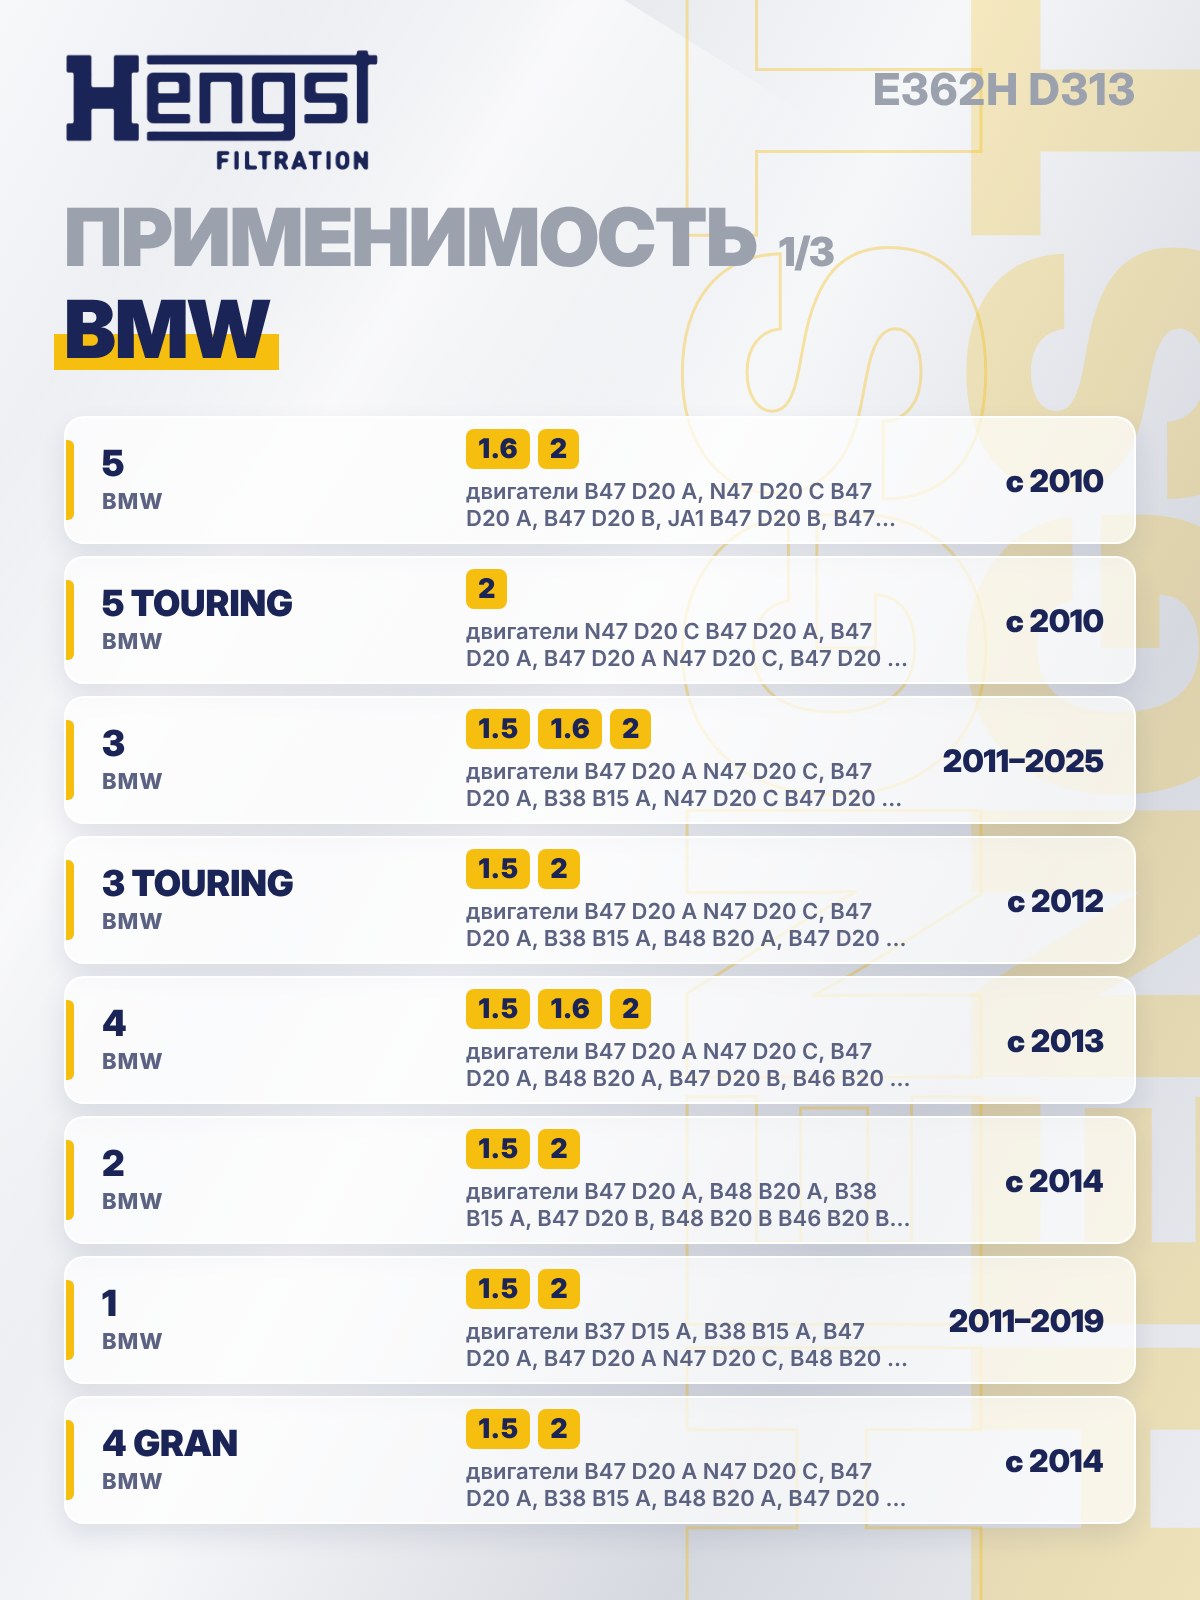 Hengst
FILTRATION
E362H D313
ПРИМЕНИМОСТЬ 1/3
BMW
5
BMW
1.6 2
двигатели B47 D20 A, N47 D20 C B47
D20 A, B47 D20 B, JA1 B47 D20 B, B47...
с 2010
5 TOURING
BMW
2
двигатели N47 D20 C B47 D20 A, B47
D20 A, B47 D20 A N47 D20 C, B47 D20 ...
с 2010
3
BMW
1.5 1.6 2
двигатели B47 D20 A N47 D20 C, B47
D20 A, B38 B15 A, N47 D20 C B47 D20 ...
2011–2025
3 TOURING
BMW
1.5 2
двигатели B47 D20 A N47 D20 C, B47
D20 A, B38 B15 A, B48 B20 A, B47 D20 ...
с 2012
4
BMW
1.5 1.6 2
двигатели B47 D20 A N47 D20 C, B47
D20 A, B48 B20 A, B47 D20 B, B46 B20 ...
с 2013
2
BMW
1.5 2
двигатели B47 D20 A, B48 B20 A, B38
B15 A, B47 D20 B, B48 B20 B B46 B20 B...
с 2014
1
BMW
1.5 2
двигатели B37 D15 A, B38 B15 A, B47
D20 A, B47 D20 A N47 D20 C, B48 B20 ...
2011–2019
4 GRAN
BMW
1.5 2
двигатели B47 D20 A N47 D20 C, B47
D20 A, B38 B15 A, B48 B20 A, B47 D20 ...
с 2014
HENGST
HENGST